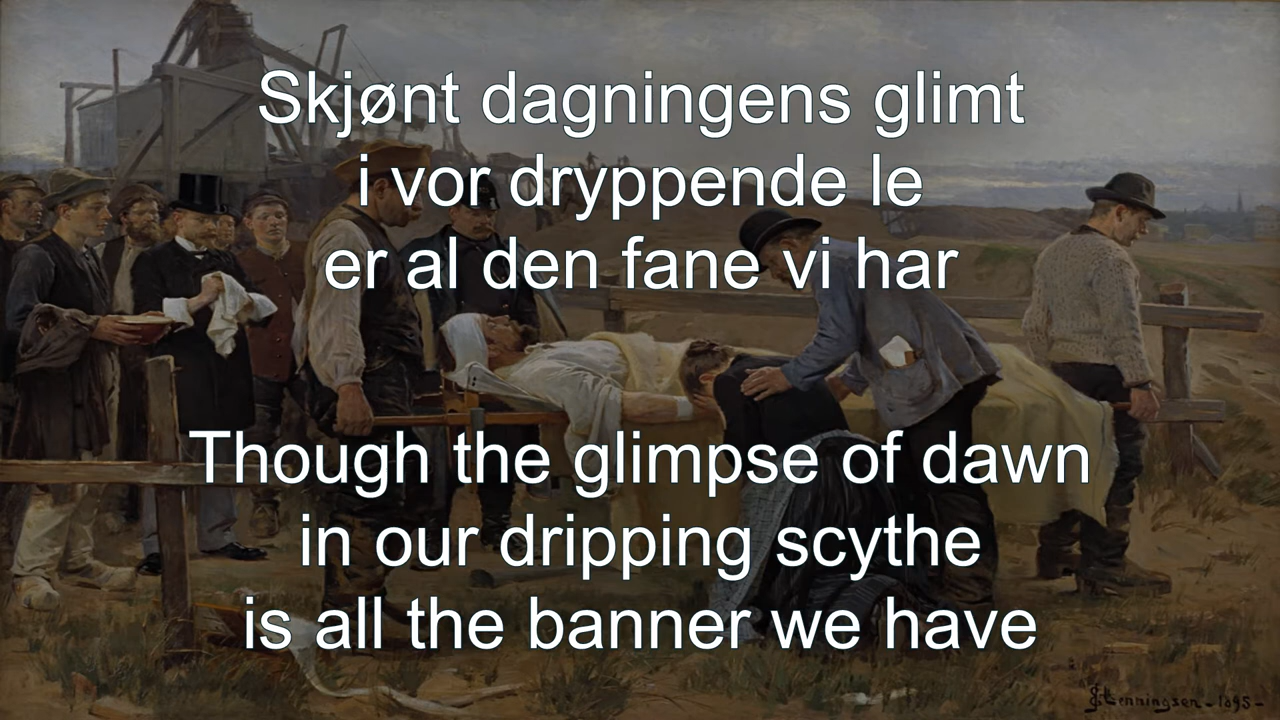 Skjønt dagningens glimt
i vor dryppende le
er al den fane vi har
Though the glimpse of dawn
in our dripping scythe
is all the banner we have
Henningsen - 1895 -